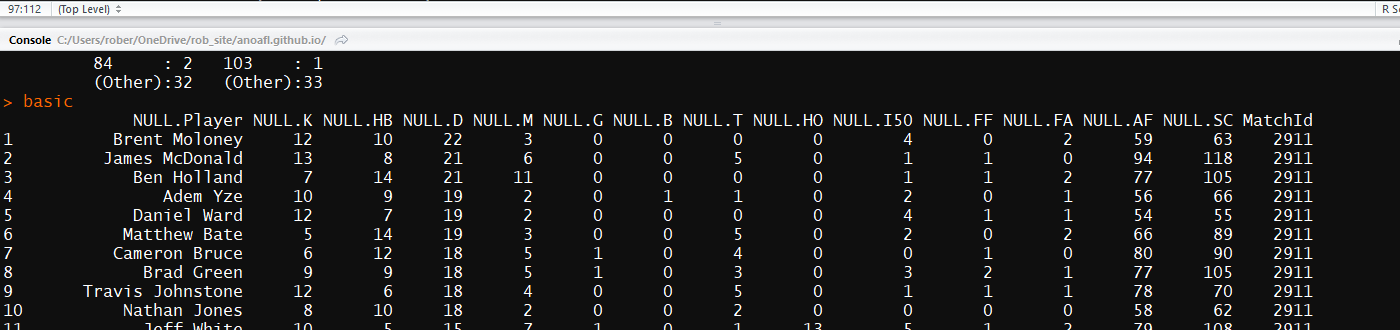 97:112 (Top Level) R S
Console C:/Users/rober/OneDrive/rob_site/anoafl.github.io/
84 : 2 103 : 1
(Other):32 (Other):33
> basic
NULL.Player NULL.K NULL.HB NULL.D NULL.M NULL.G NULL.B NULL.T NULL.HO NULL.I50 NULL.FF NULL.FA NULL.AF NULL.SC MatchId
1 Brent Moloney 12 10 22 3 0 0 0 0 4 0 2 59 63 2911
2 James McDonald 13 8 21 6 0 0 5 0 1 1 0 94 118 2911
3 Ben Holland 7 14 21 11 0 0 0 0 1 1 2 77 105 2911
4 Adem Yze 10 9 19 2 0 1 1 0 2 0 1 56 66 2911
5 Daniel Ward 12 7 19 2 0 0 0 0 4 1 1 54 55 2911
6 Matthew Bate 5 14 19 3 0 0 5 0 2 0 2 66 89 2911
7 Cameron Bruce 6 12 18 5 1 0 4 0 0 1 0 80 90 2911
8 Brad Green 9 9 18 5 1 0 3 0 3 2 1 77 105 2911
9 Travis Johnstone 12 6 18 4 0 0 5 0 1 1 1 78 70 2911
10 Nathan Jones 8 10 18 2 0 0 2 0 0 0 0 58 62 2911
11 Jeff White 10 5 15 7 1 0 1 13 5 1 1 79 108 2911